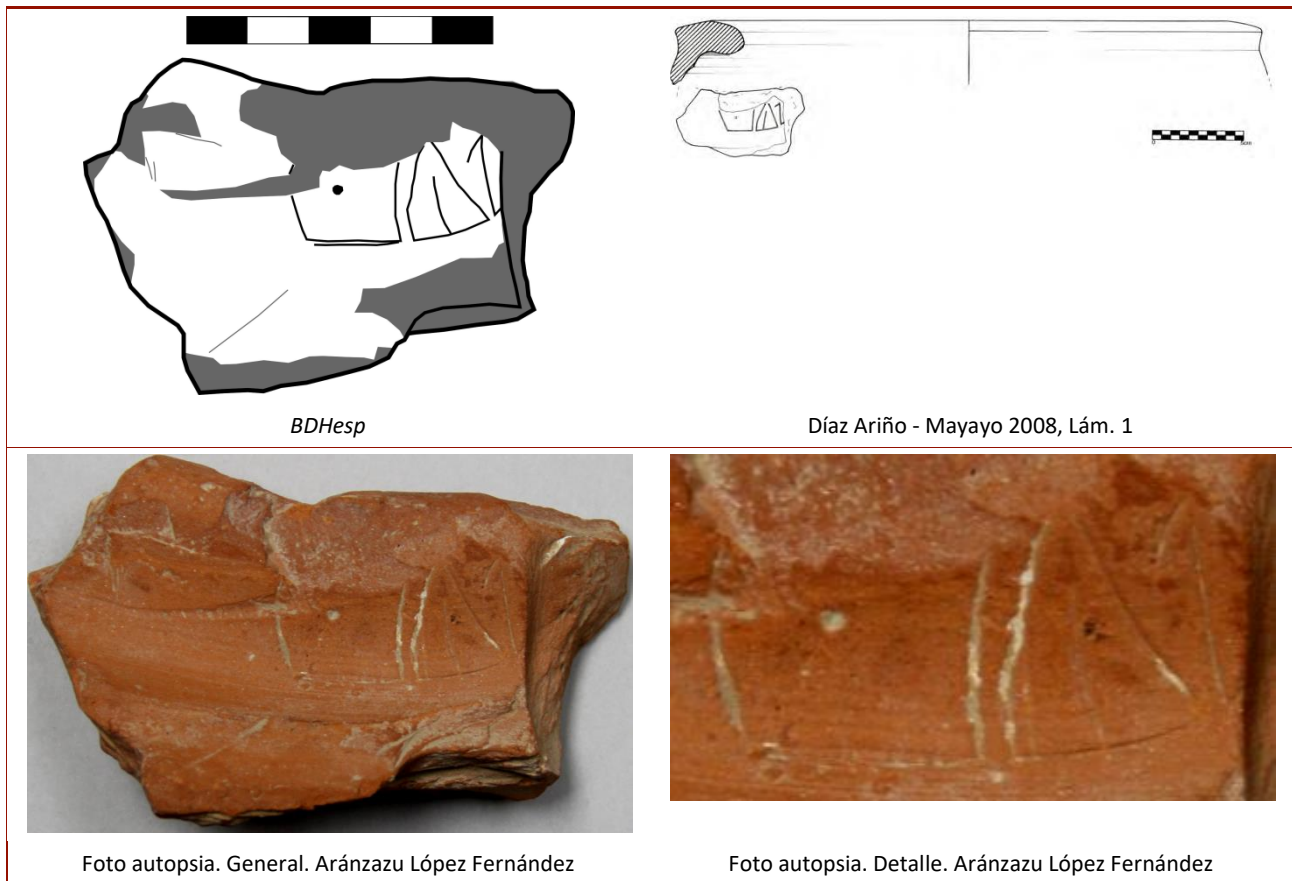 BDHesp
Díaz Ariño - Mayayo 2008, Lám. 1
Foto autopsia. General. Aránzazu López Fernández
Foto autopsia. Detalle. Aránzazu López Fernández